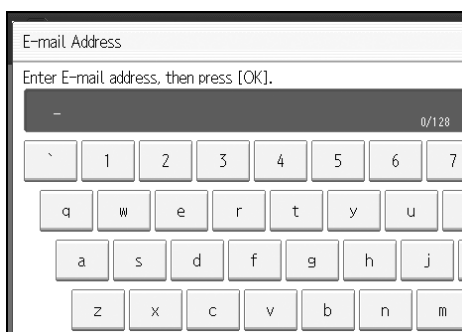 E-mail Address
Enter E-mail address, then press [OK].
_
0/128
` 1 2 3 4 5 6 7
q w e r t y u
a s d f g h j
z x c v b n m